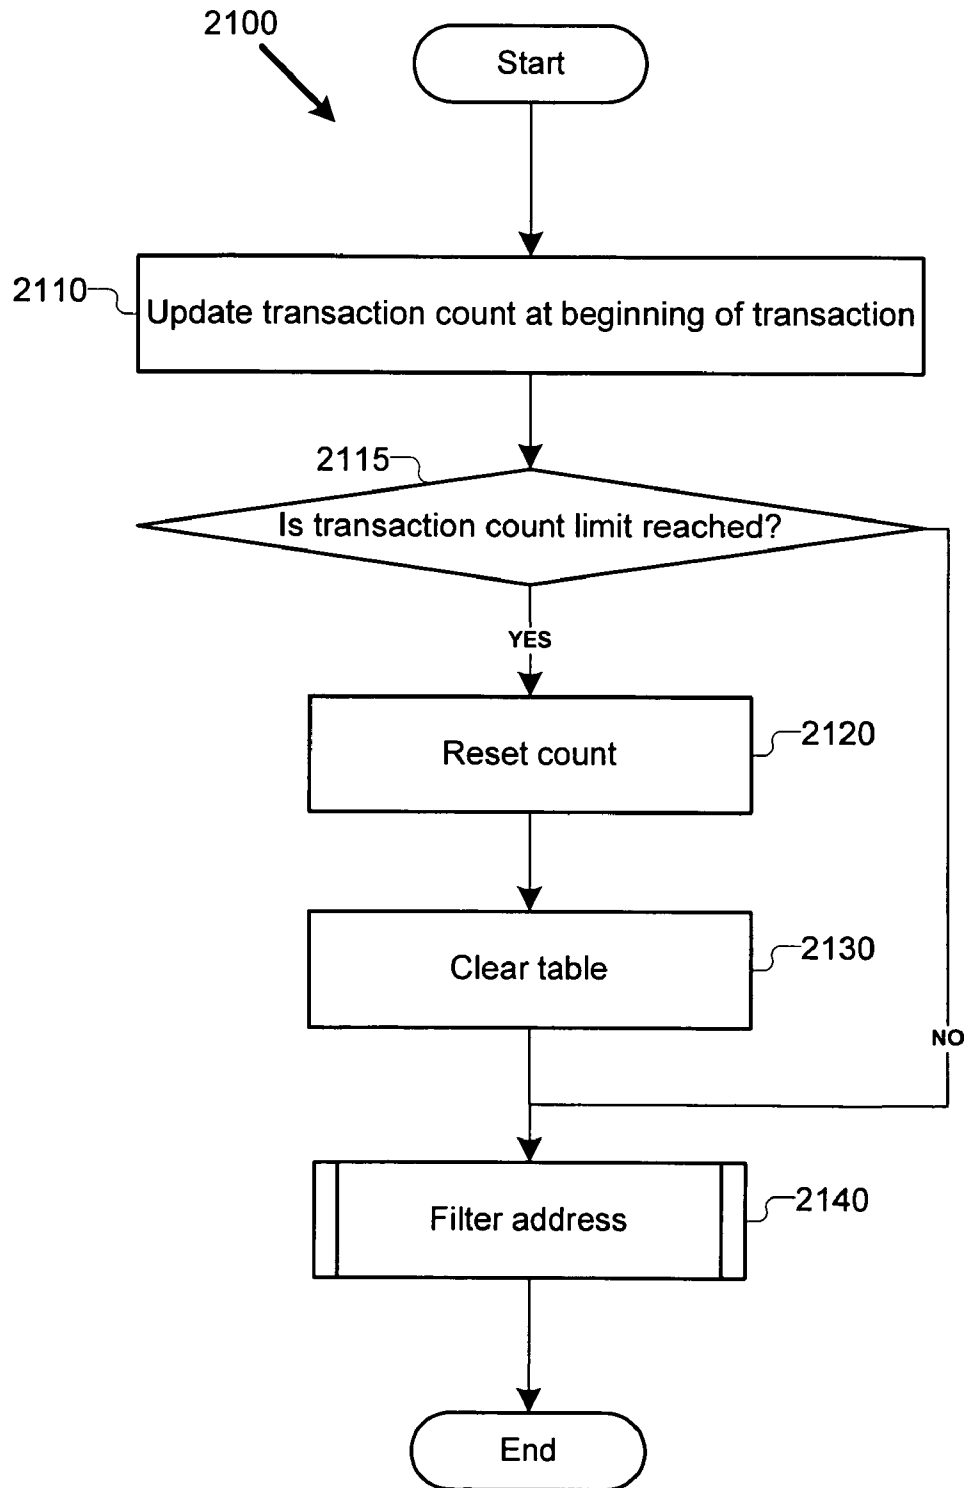 2100
Start
2110
Update transaction count at beginning of transaction
2115
Is transaction count limit reached?
YES
Reset count
2120
Clear table
2130
NO
Filter address
2140
End